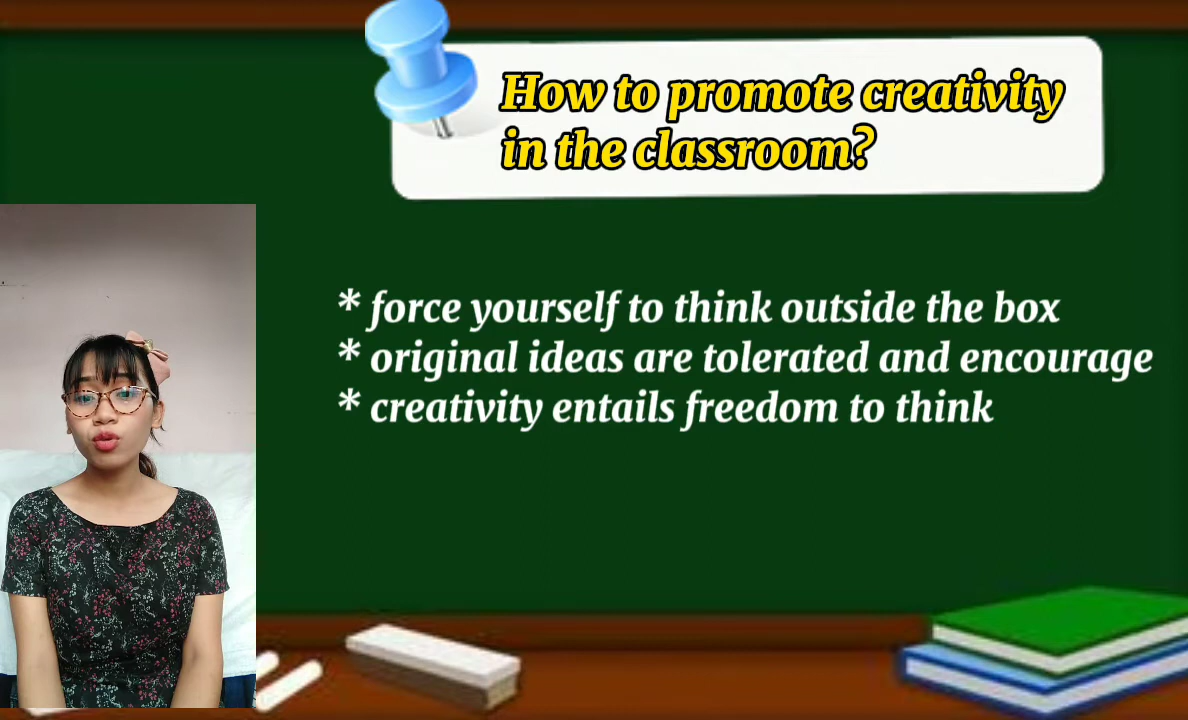 How to promote creativity
in the classroom?
* force yourself to think outside the box
* original ideas are tolerated and encourage
* creativity entails freedom to think